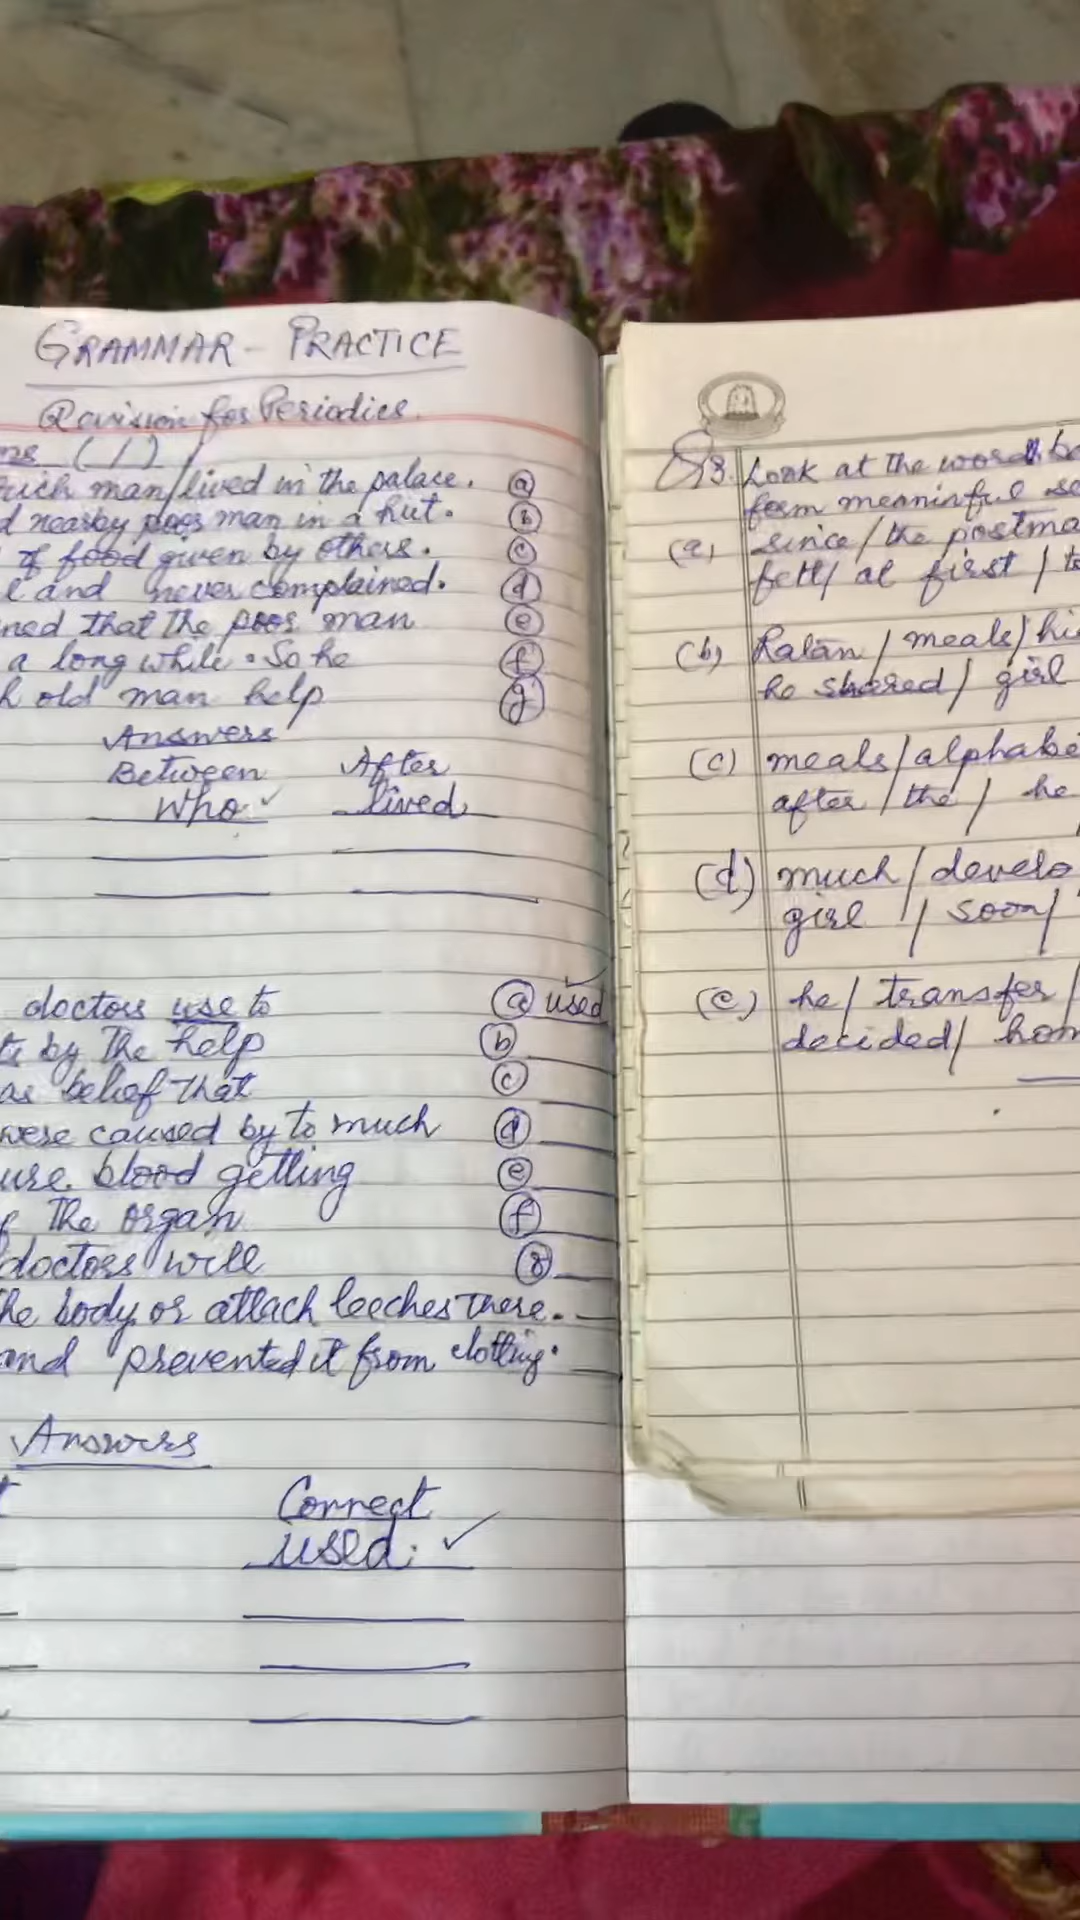 GRAMMAR - PRACTICE
Revision for Periodics.
(1)
rich man/lived in the palace. (a)
nearby poor man in a hut. (b)
of food given by others. (c)
and never complained. (d)
that the poor man (e)
a long while. So he (f)
old man help (g)
Answers
Between After
Who ✓ lived
doctors use to (a) used
by the help (b)
as belief that (c)
were caused by to much (d)
blood getting (e)
the organ (f)
doctors will (g)
the body or attach leeches there.
and prevented it from clotting.
Answers
Correct
used. ✓
Q3. Look at the words
form meaninful
(a) since / the postma
felt / at first /
(b) Ratan / meals /
he shared / girl
(c) meals / alphabe
after / the / he
(d) much / develo
girl / soon /
(e) he / transfer /
decided / hom